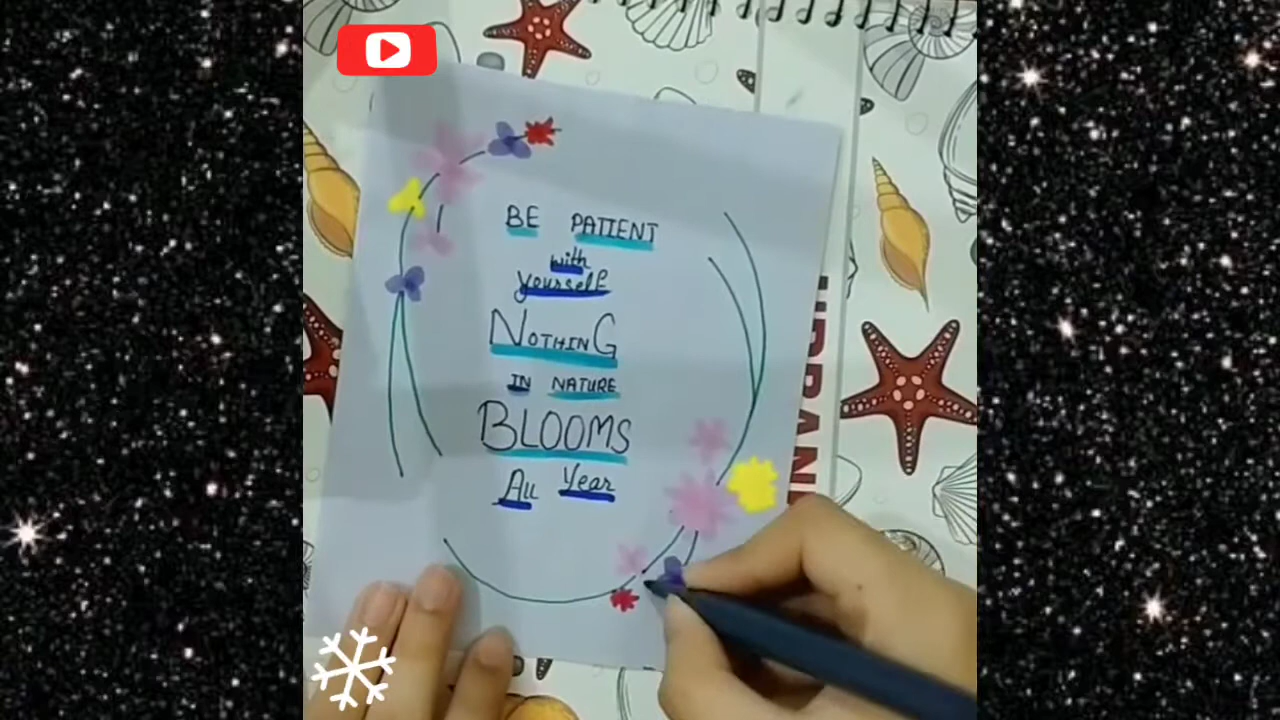 BE PATIENT
with
yourself
NOTHING
IN NATURE
BLOOMS
All Year